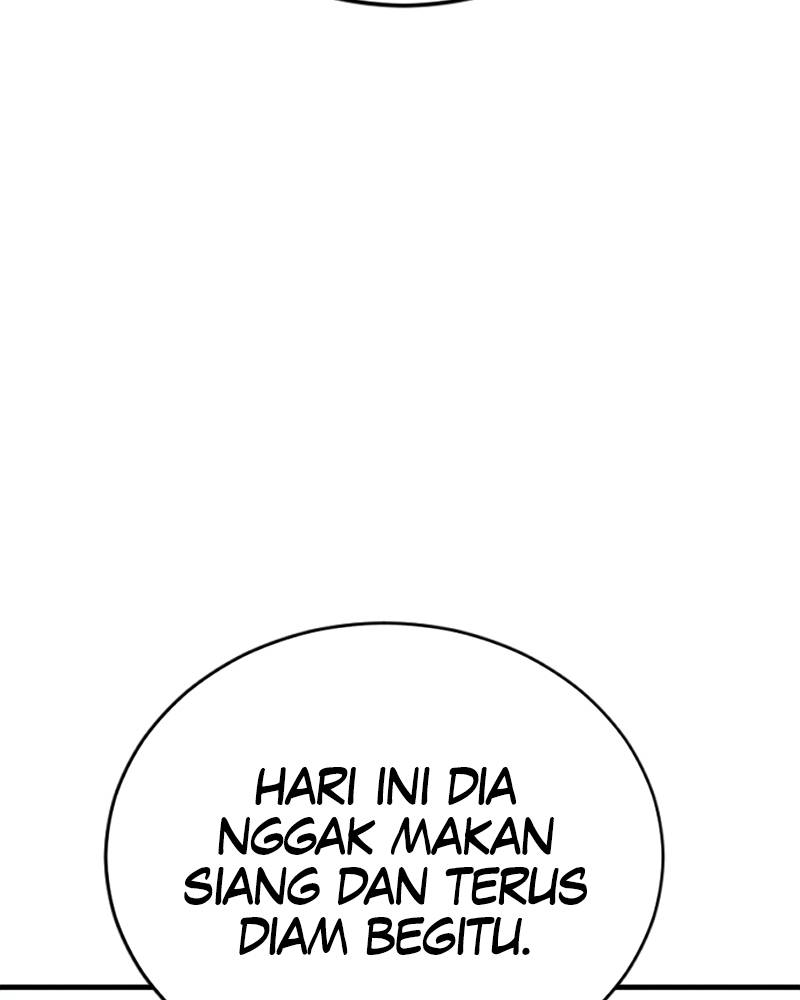 HARI INI DIA
NGGAK MAKAN
SIANG DAN TERUS
DIAM BEGITU.